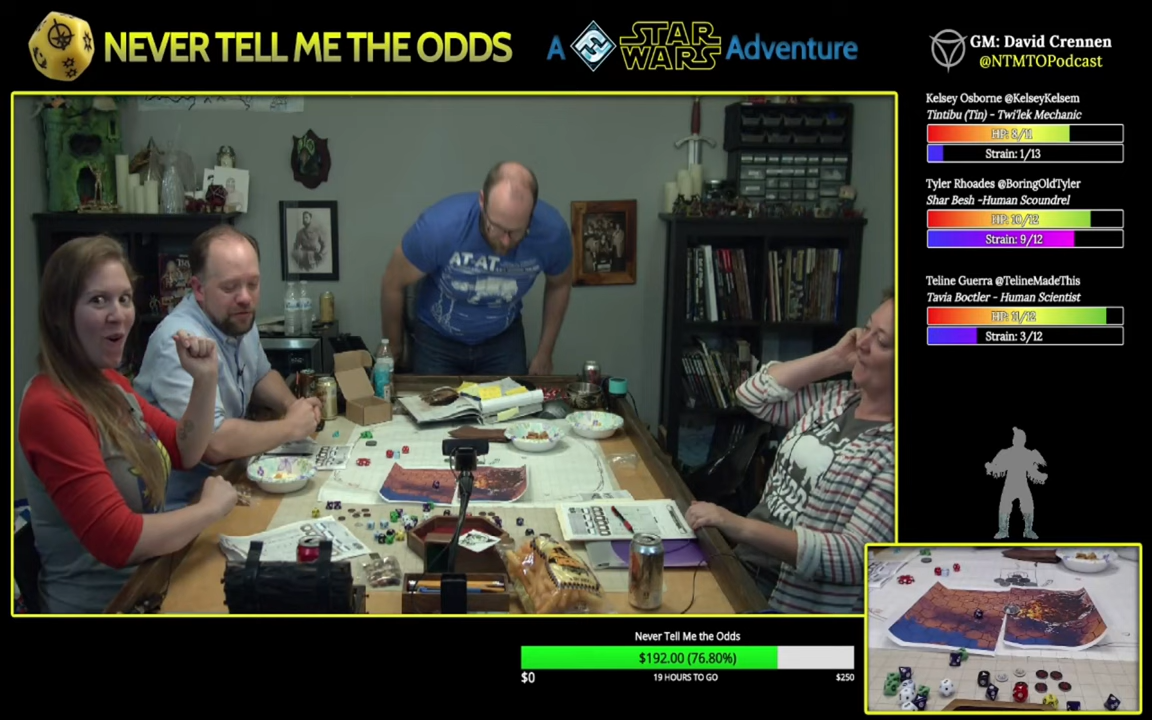 NEVER TELL ME THE ODDS
A STAR WARS Adventure
GM: David Crennen
@NTMTOPodcast
Kelsey Osborne @KelseyKelsem
Tintibu (Tin) - Twi'lek Mechanic
HP: 8/11
Strain: 1/13
Tyler Rhoades @BoringOldTyler
Shar Besh -Human Scoundrel
HP: 10/12
Strain: 9/12
Teline Guerra @TelineMadeThis
Tavia Boctler - Human Scientist
HP: 11/12
Strain: 3/12
AT-AT
Never Tell Me the Odds
$192.00 (76.80%)
$0
19 HOURS TO GO
$250